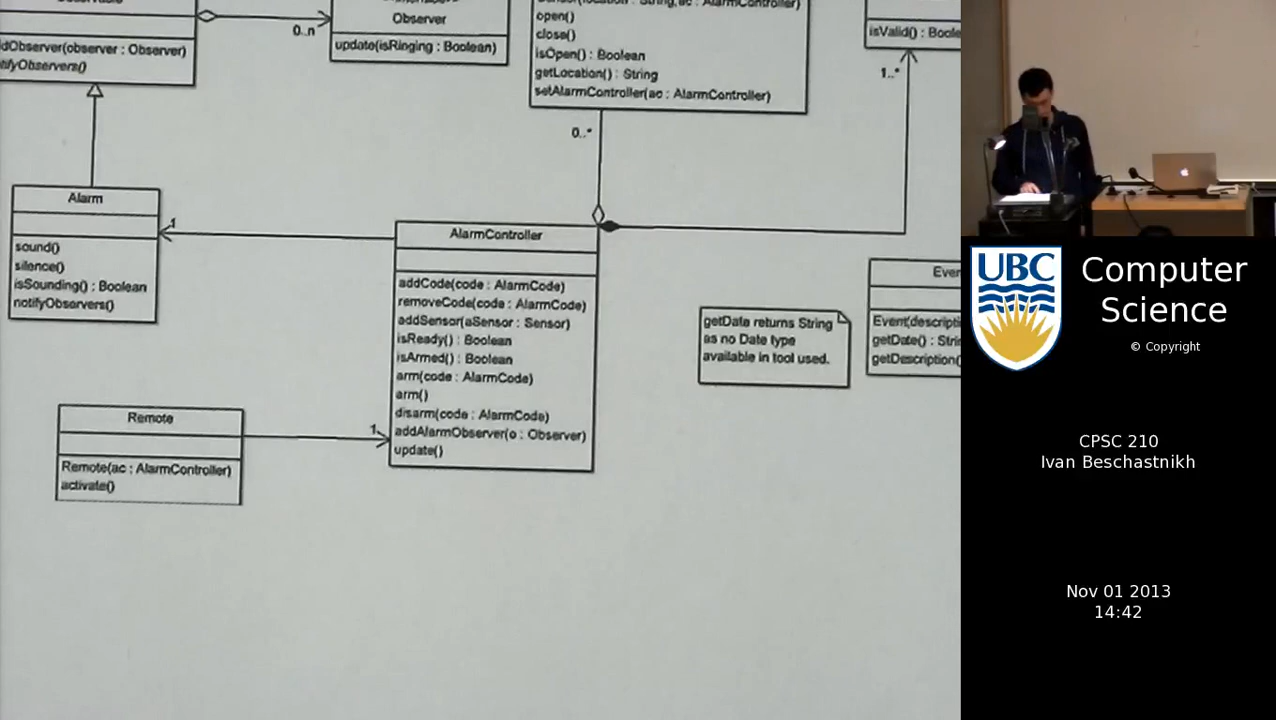 Observer
dObserver(observer : Observer)
tifyObservers()
0..n
update(isRinging : Boolean)
open()
close()
isOpen() : Boolean
getLocation() : String
setAlarmController(ac : AlarmController)
isValid() : Boole
1..*
0..*
Alarm
sound()
silence()
isSounding() : Boolean
notifyObservers()
1
AlarmController
addCode(code : AlarmCode)
removeCode(code : AlarmCode)
addSensor(aSensor : Sensor)
isReady() : Boolean
isArmed() : Boolean
arm(code : AlarmCode)
arm()
disarm(code : AlarmCode)
addAlarmObserver(o : Observer)
update()
getDate returns String
as no Date type
available in tool used.
Even
Event(descripti
getDate() : Strin
getDescription(
Remote
Remote(ac : AlarmController)
activate()
1
UBC
Computer
Science
© Copyright
CPSC 210
Ivan Beschastnikh
Nov 01 2013
14:42